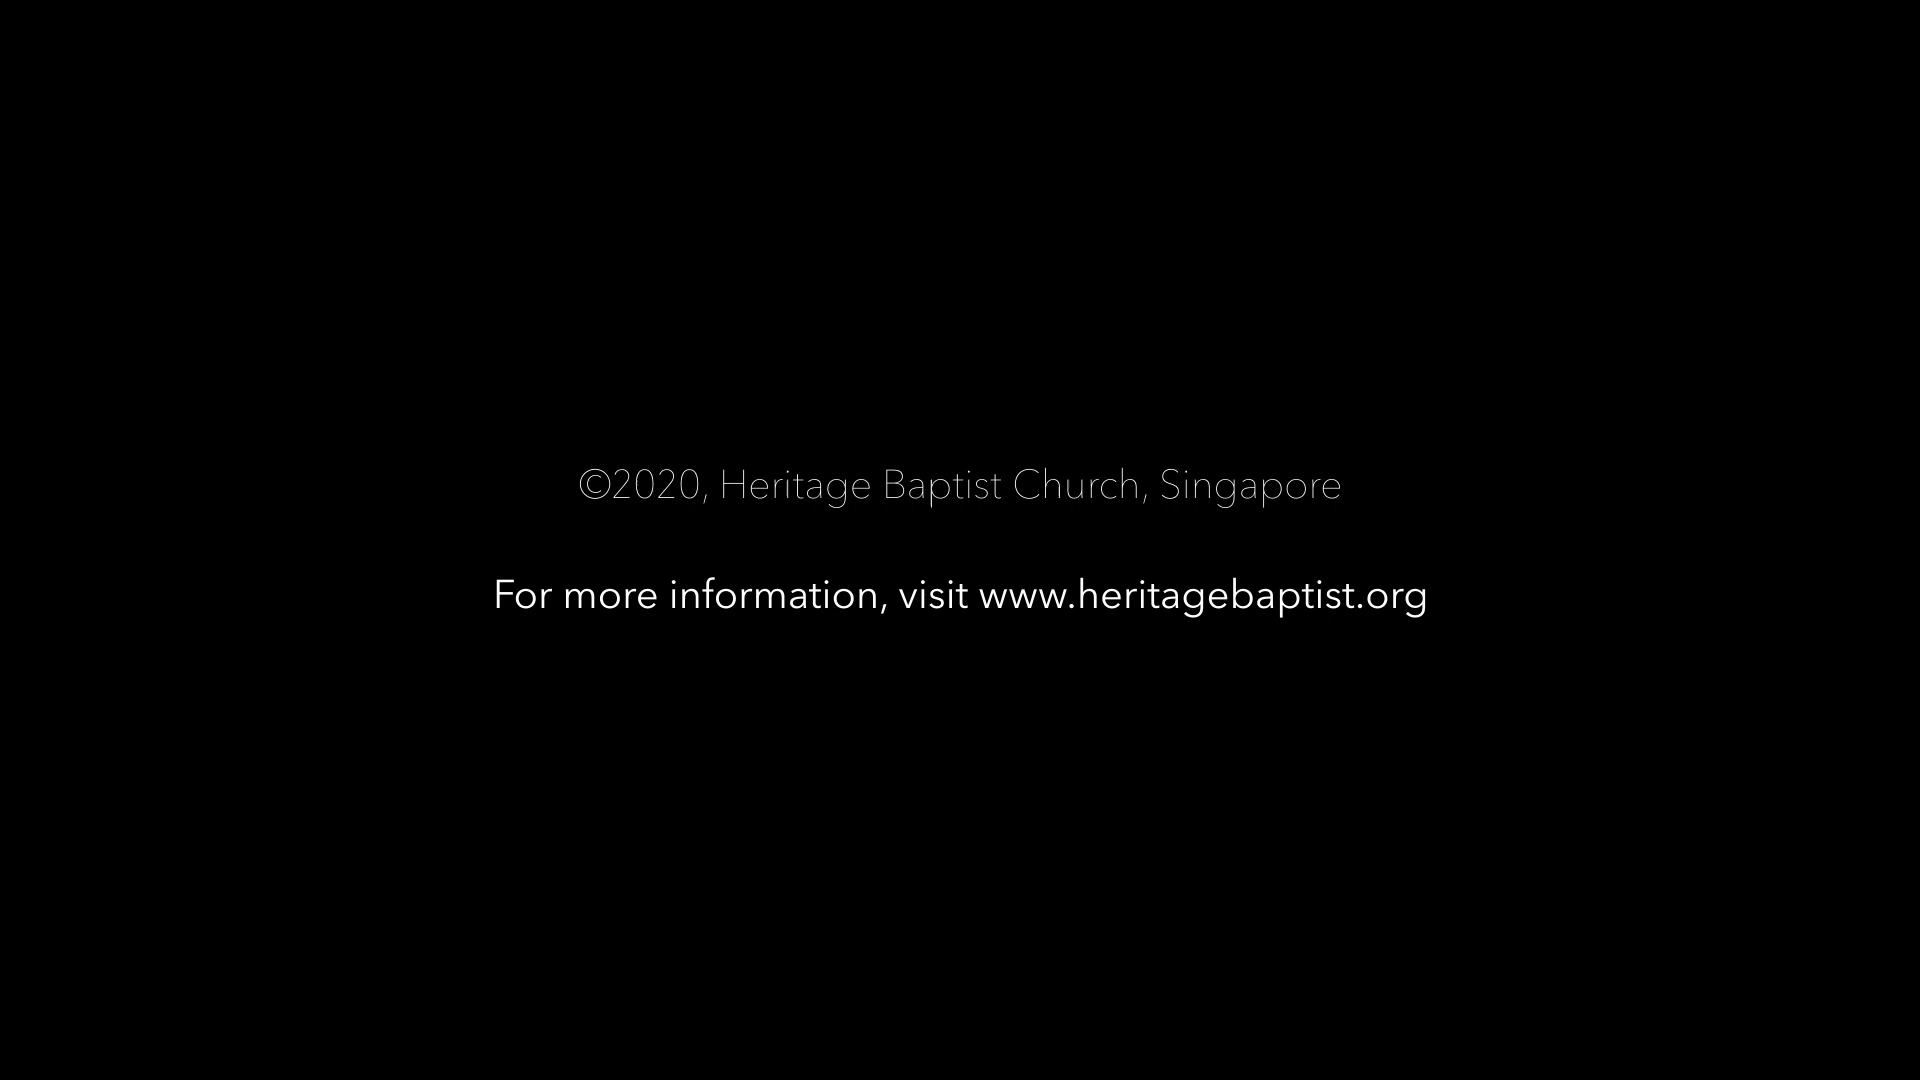 ©2020, Heritage Baptist Church, Singapore
For more information, visit www.heritagebaptist.org